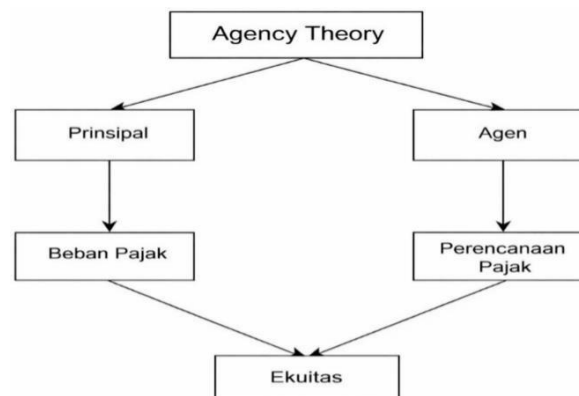 Agency Theory
Prinsipal
Agen
Beban Pajak
Perencanaan
Pajak
Ekuitas